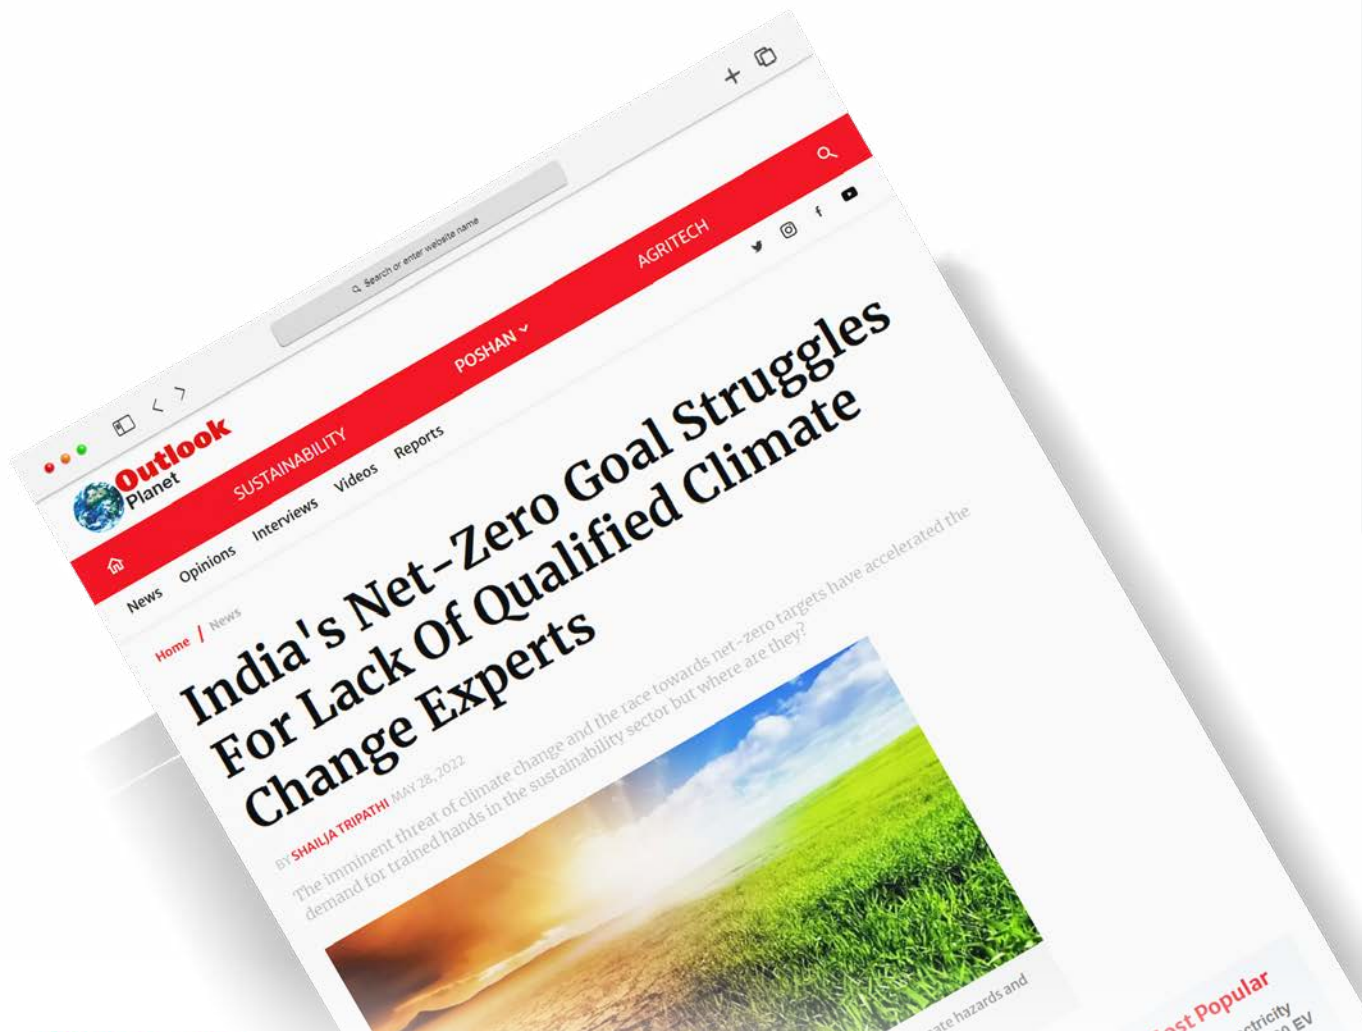 Search or enter website name
Outlook
Planet
SUSTAINABILITY
POSHAN
AGRITECH
News
Opinions
Interviews
Videos
Reports
Home / News
India's Net-Zero Goal Struggles
For Lack Of Qualified Climate
Change Experts
BY SHAILJA TRIPATHI MAY 28, 2022
The imminent threat of climate change and the race towards net-zero targets have accelerated the
demand for trained hands in the sustainability sector but where are they?
hazards and
Popular
EV